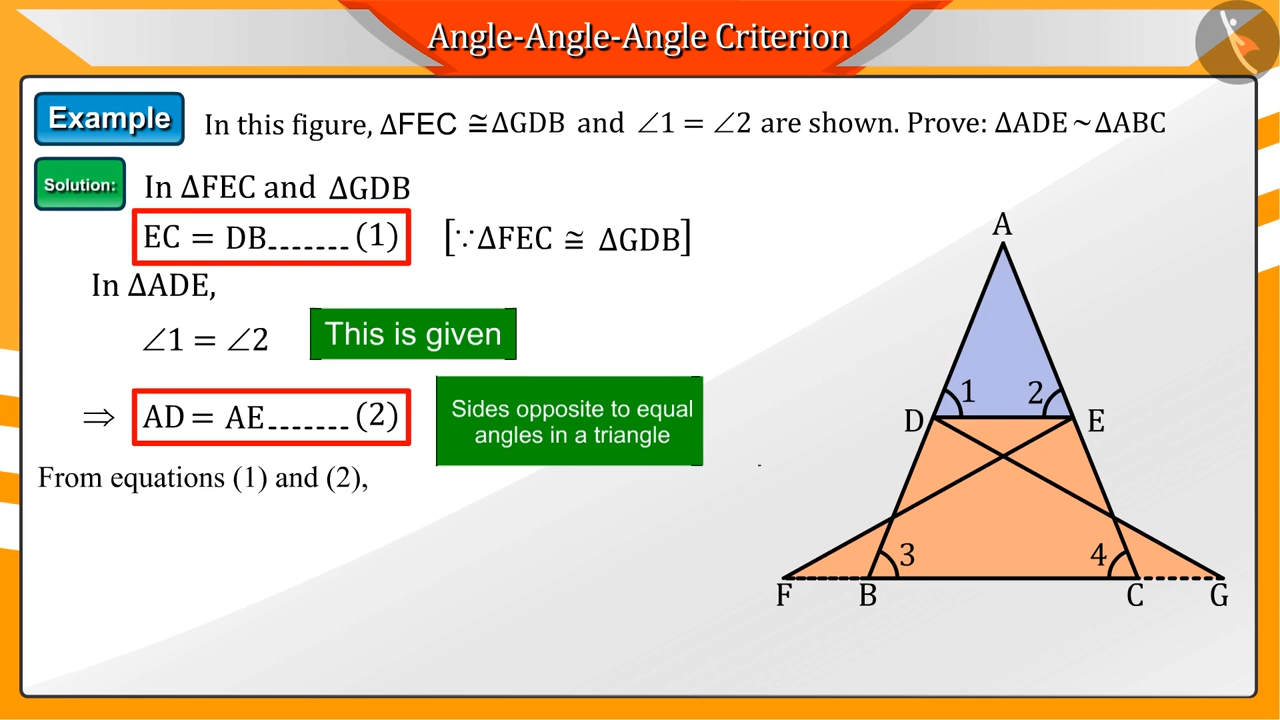 Angle-Angle-Angle Criterion
Example In this figure, ΔFEC ≅ ΔGDB and ∠1 = ∠2 are shown. Prove: ΔADE ~ ΔABC
Solution: In ΔFEC and ΔGDB
EC = DB------- (1) [∵ ΔFEC ≅ ΔGDB]
In ΔADE,
∠1 = ∠2 This is given
⇒ AD = AE------- (2) Sides opposite to equal
angles in a triangle
From equations (1) and (2),
A
1 2
D E
3 4
F B C G